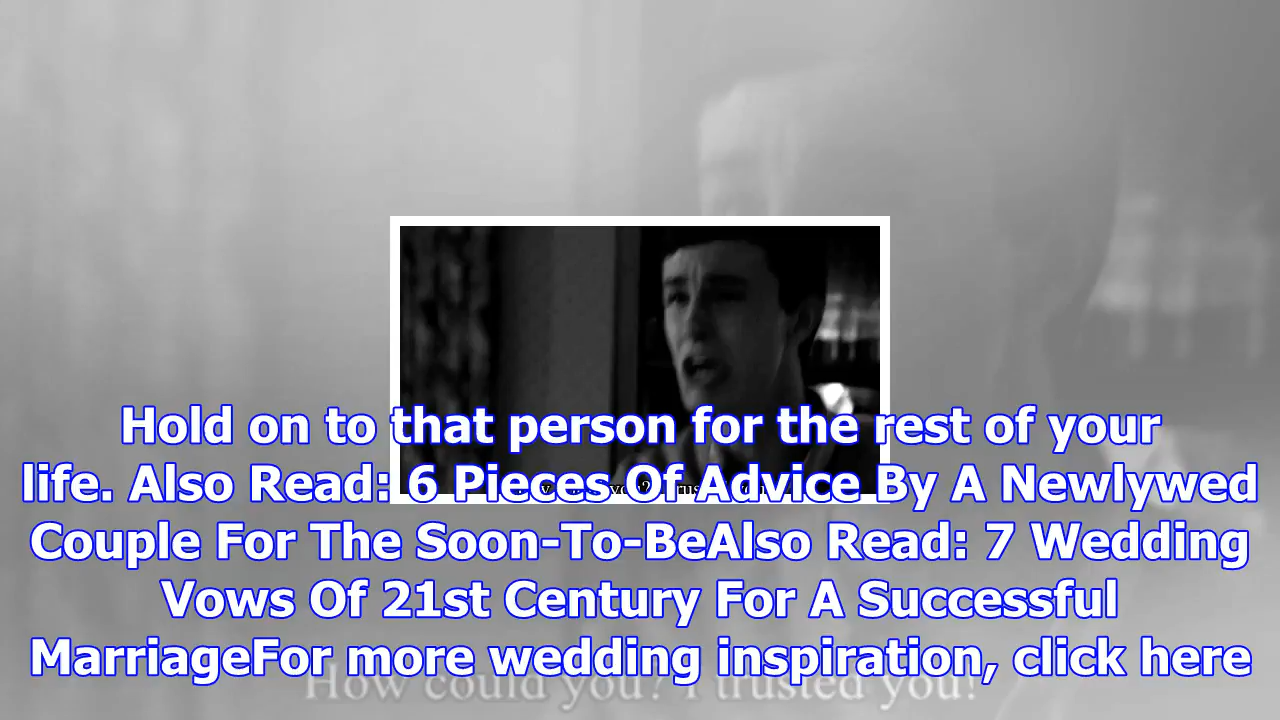 Hold on to that person for the rest of your
life. Also Read: 6 Pieces Of Advice By A Newlywed
Couple For The Soon-To-BeAlso Read: 7 Wedding
Vows Of 21st Century For A Successful
MarriageFor more wedding inspiration, click here
How could you? I trusted you!